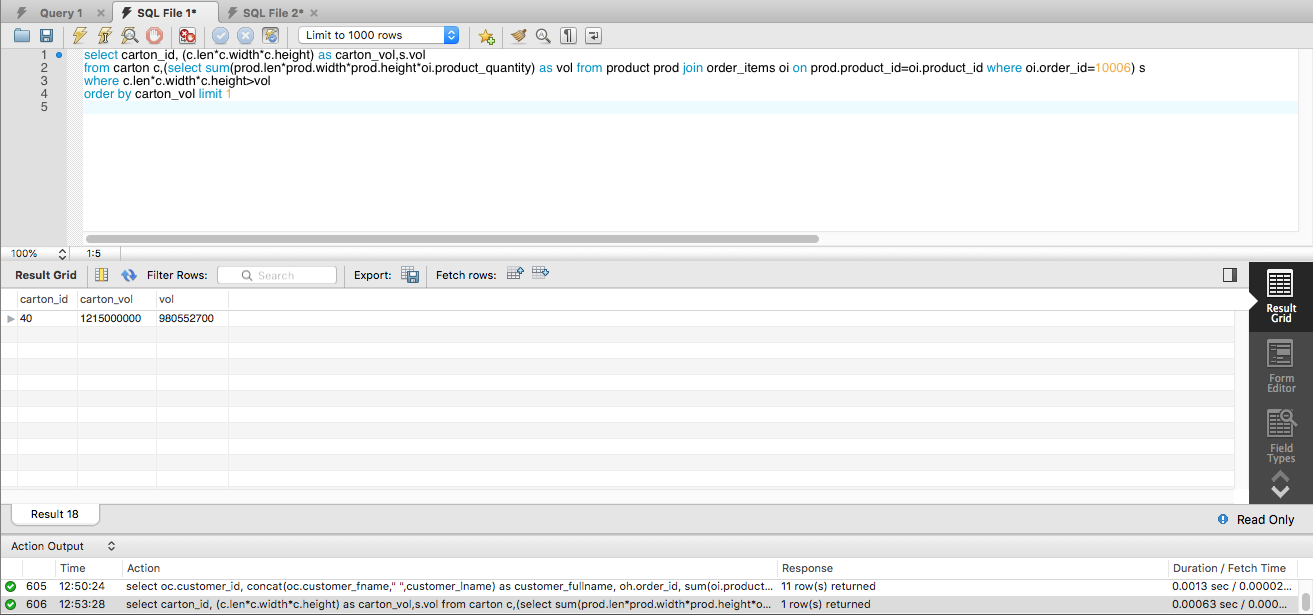 Query 1
SQL File 1*
SQL File 2*
Limit to 1000 rows
1 select carton_id, (c.len*c.width*c.height) as carton_vol,s.vol
2 from carton c,(select sum(prod.len*prod.width*prod.height*oi.product_quantity) as vol from product prod join order_items oi on prod.product_id=oi.product_id where oi.order_id=10006) s
3 where c.len*c.width*c.height>vol
4 order by carton_vol limit 1
5
100% 1:5
Result Grid Filter Rows: Search Export: Fetch rows:
carton_id carton_vol vol
40 1215000000 980552700
Result
Grid
Form
Editor
Field
Types
Result 18
Read Only
Action Output
Time Action Response Duration / Fetch Time
605 12:50:24 select oc.customer_id, concat(oc.customer_fname," ",customer_lname) as customer_fullname, oh.order_id, sum(oi.product... 11 row(s) returned 0.0013 sec / 0.00002...
606 12:53:28 select carton_id, (c.len*c.width*c.height) as carton_vol,s.vol from carton c,(select sum(prod.len*prod.width*prod.height*o... 1 row(s) returned 0.00063 sec / 0.000...